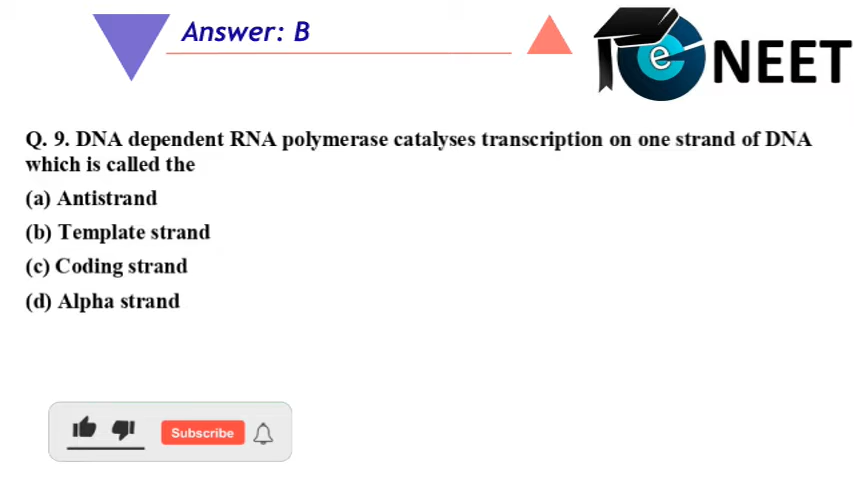 Answer: B
e NEET
Q. 9. DNA dependent RNA polymerase catalyses transcription on one strand of DNA
which is called the
(a) Antistrand
(b) Template strand
(c) Coding strand
(d) Alpha strand
Subscribe